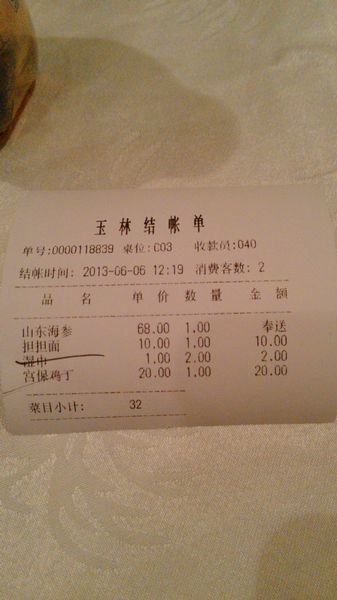 玉林结帐单
单号:0000118839 桌位:C03 收款员:040
结帐时间: 2013-06-06 12:19 消费客数: 2
品 名 单 价 数 量 金 额
山东海参 68.00 1.00 奉送
担担面 10.00 1.00 10.00
湿巾 1.00 2.00 2.00
宫保鸡丁 20.00 1.00 20.00
菜目小计: 32